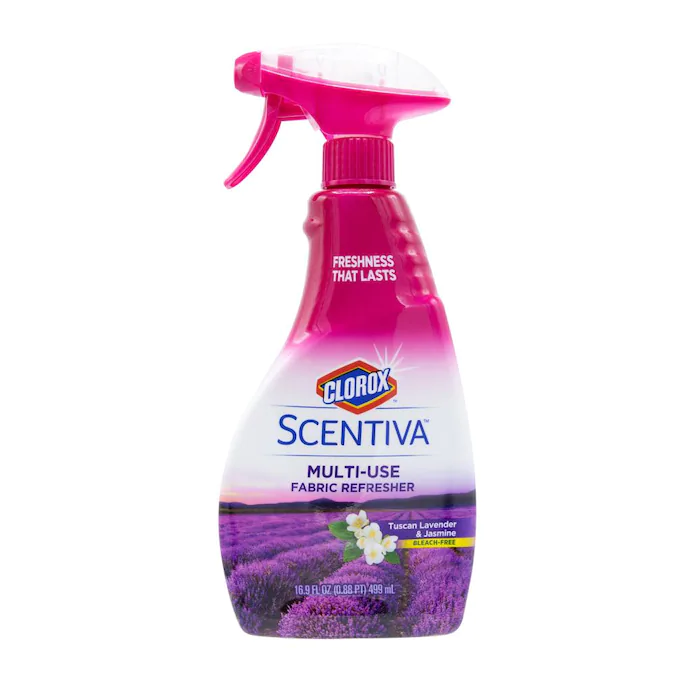 FRESHNESS
THAT LASTS
CLOROX
SCENTIVA™
MULTI-USE
FABRIC REFRESHER
Tuscan Lavender
& Jasmine
BLEACH-FREE
16.9 FL OZ (0.88 PT) 499 mL